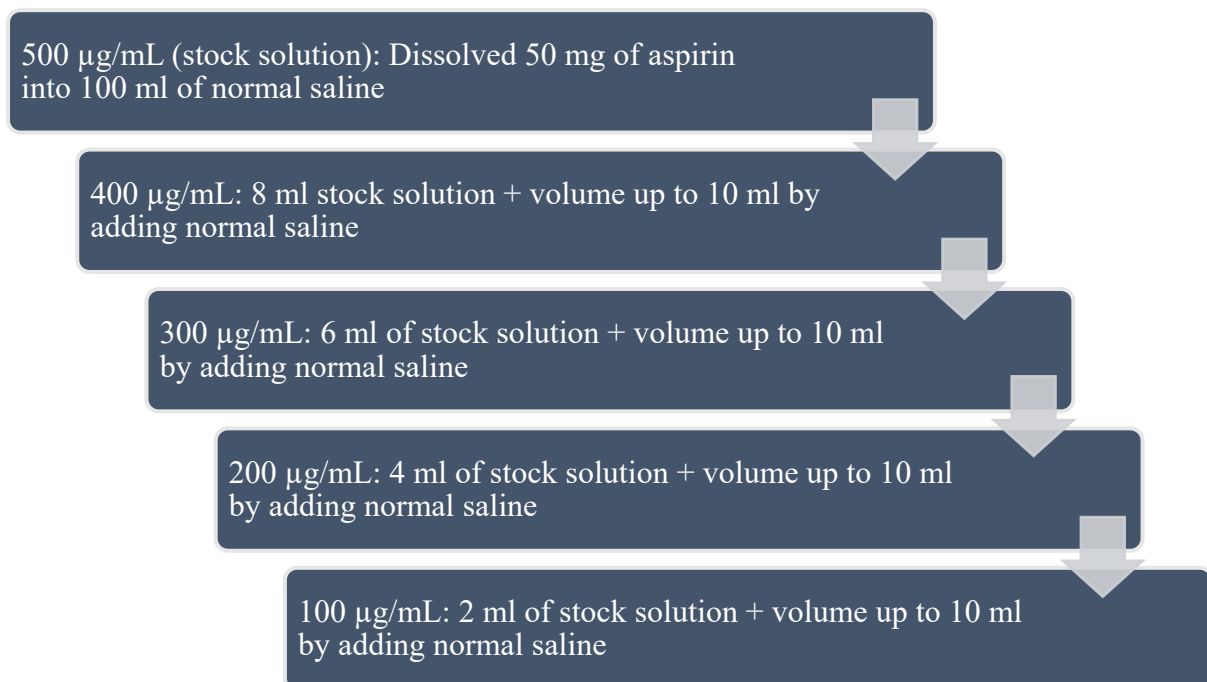 500 µg/mL (stock solution): Dissolved 50 mg of aspirin
into 100 ml of normal saline
400 µg/mL: 8 ml stock solution + volume up to 10 ml by
adding normal saline
300 µg/mL: 6 ml of stock solution + volume up to 10 ml
by adding normal saline
200 µg/mL: 4 ml of stock solution + volume up to 10 ml
by adding normal saline
100 µg/mL: 2 ml of stock solution + volume up to 10 ml
by adding normal saline